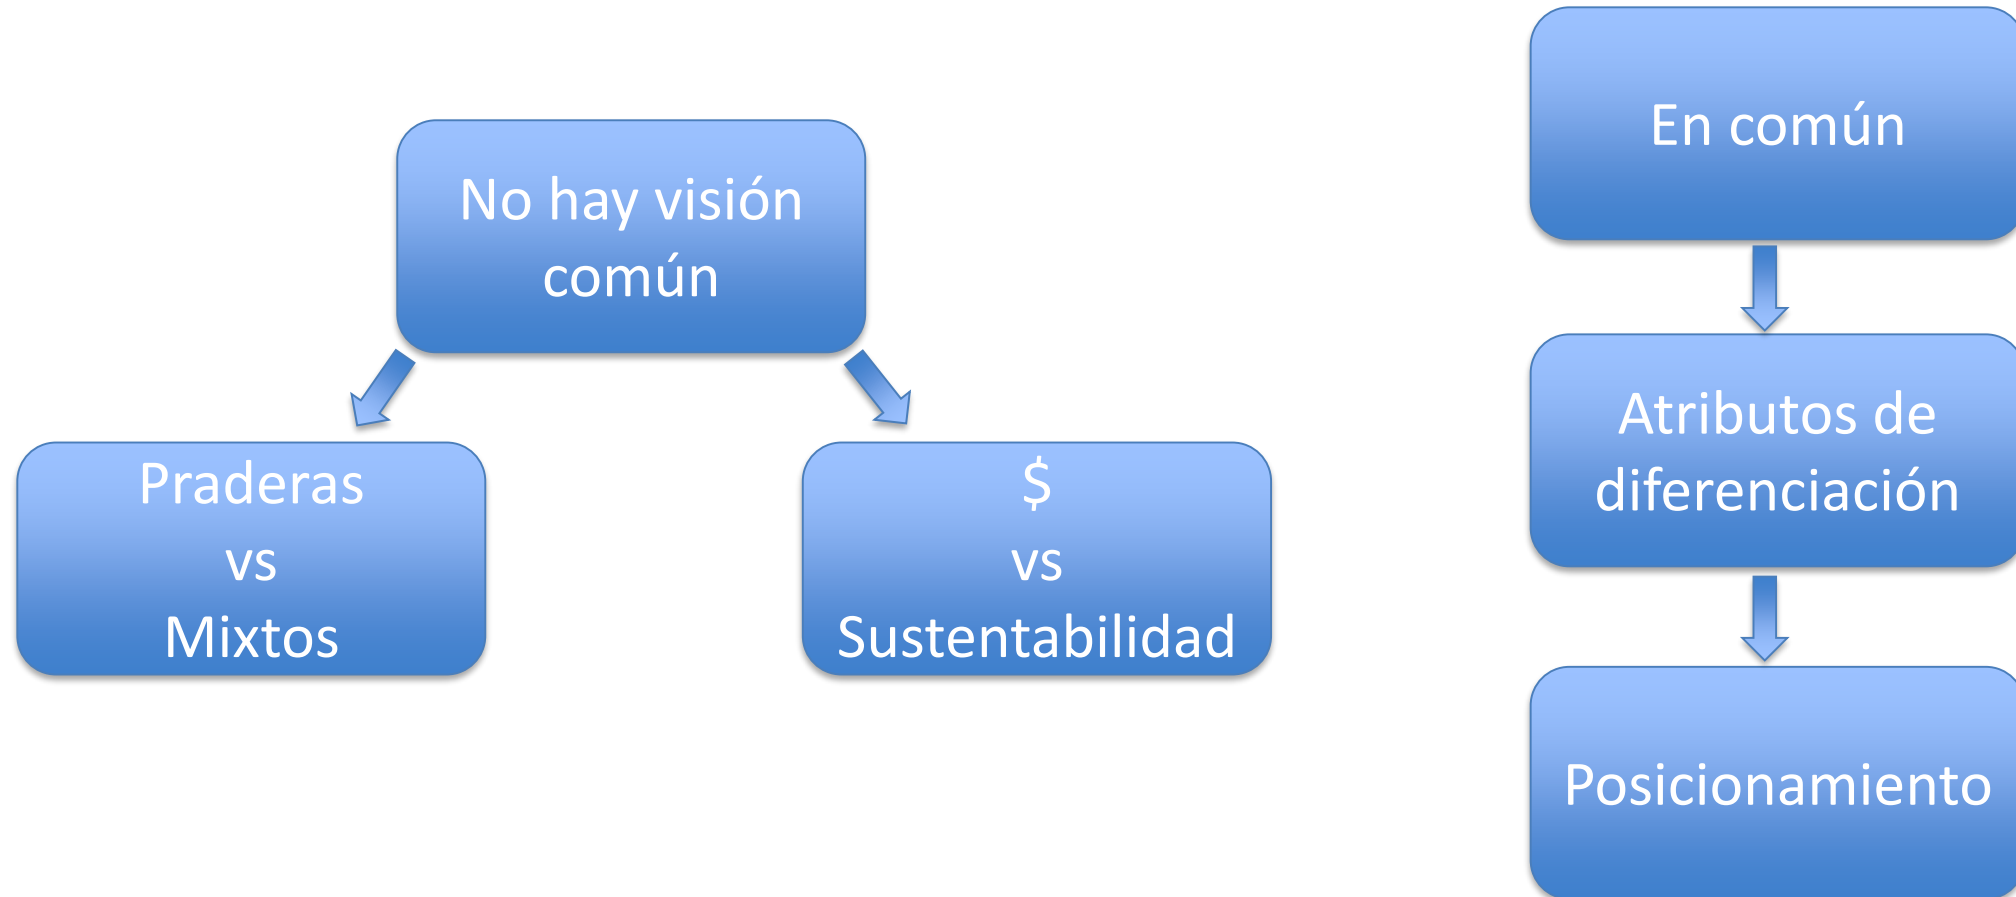 No hay visión
común
Praderas
vs
Mixtos
$
vs
Sustentabilidad
En común
Atributos de
diferenciación
Posicionamiento